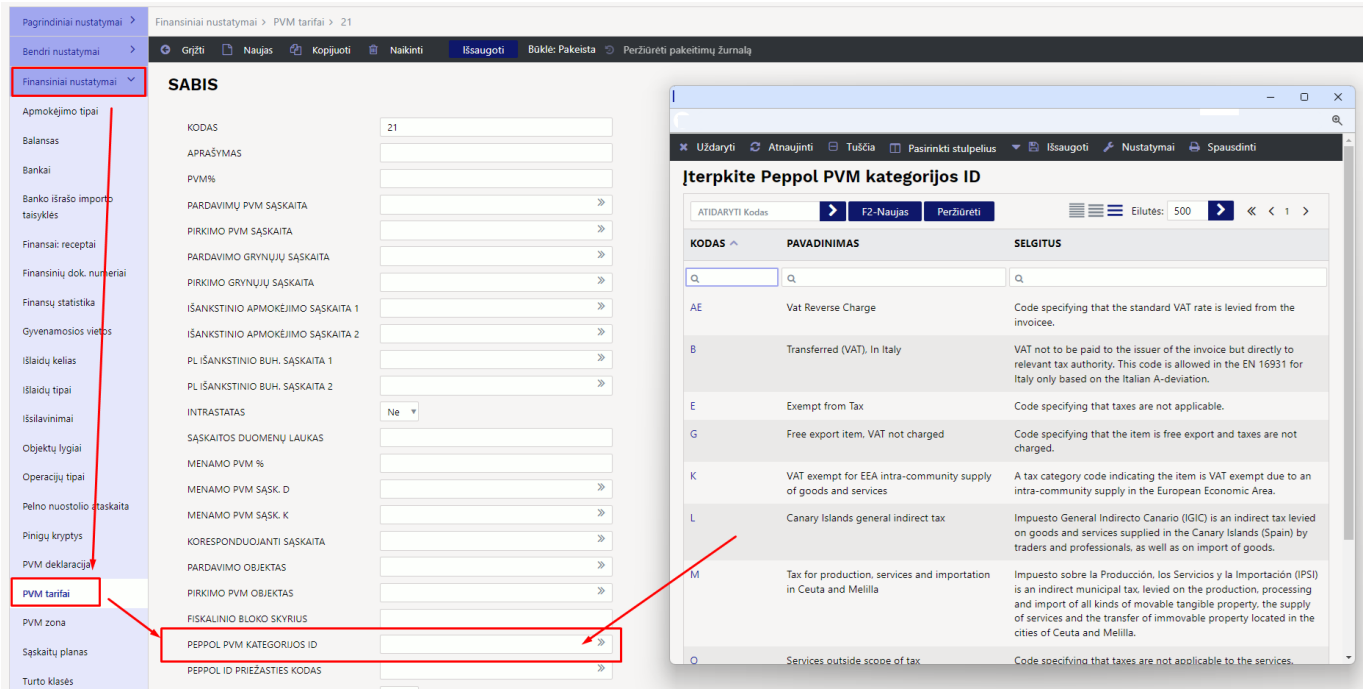 Pagrindiniai nustatymai
Bendri nustatymai
Finansiniai nustatymai
Apmokėjimo tipai
Balansas
Bankai
Banko išrašo importo
taisyklės
Finansai: receptai
Finansinių dok. numeriai
Finansų statistika
Gyvenamosios vietos
Išlaidų kelias
Išlaidų tipai
Išsilavinimai
Objektų lygiai
Operacijų tipai
Pelno nuostolio ataskaita
Pinigų kryptys
PVM deklaracija
PVM tarifai
PVM zona
Sąskaitų planas
Turto klasės
Finansiniai nustatymai > PVM tarifai > 21
Grįžti Naujas Kopijuoti Naikinti Išsaugoti Būklė: Pakeista Peržiūrėti pakeitimų žurnalą
SABIS
KODAS 21
APRAŠYMAS
PVM%
PARDAVIMŲ PVM SĄSKAITA
PIRKIMO PVM SĄSKAITA
PARDAVIMO GRYNŲJŲ SĄSKAITA
PIRKIMO GRYNŲJŲ SĄSKAITA
IŠANKSTINIO APMOKĖJIMO SĄSKAITA 1
IŠANKSTINIO APMOKĖJIMO SĄSKAITA 2
PL IŠANKSTINIO BUH. SĄSKAITA 1
PL IŠANKSTINIO BUH. SĄSKAITA 2
INTRASTATAS Ne
SĄSKAITOS DUOMENŲ LAUKAS
MENAMO PVM %
MENAMO PVM SĄSK. D
MENAMO PVM SĄSK. K
KORESPONDUOJANTI SĄSKAITA
PARDAVIMO OBJEKTAS
PIRKIMO PVM OBJEKTAS
FISKALINIO BLOKO SKYRIUS
PEPPOL PVM KATEGORIJOS ID
PEPPOL ID PRIEŽASTIES KODAS
Uždaryti Atnaujinti Tuščia Pasirinkti stulpelius Išsaugoti Nustatymai Spausdinti
Įterpkite Peppol PVM kategorijos ID
ATIDARYTI Kodas F2-Naujas Peržiūrėti Eilutės: 500 1
KODAS PAVADINIMAS SELGITUS
AE Vat Reverse Charge Code specifying that the standard VAT rate is levied from the
invoicee.
B Transferred (VAT), In Italy VAT not to be paid to the issuer of the invoice but directly to
relevant tax authority. This code is allowed in the EN 16931 for
Italy only based on the Italian A-deviation.
E Exempt from Tax Code specifying that taxes are not applicable.
G Free export item, VAT not charged Code specifying that the item is free export and taxes are not
charged.
K VAT exempt for EEA intra-community supply A tax category code indicating the item is VAT exempt due to an
of goods and services intra-community supply in the European Economic Area.
L Canary Islands general indirect tax Impuesto General Indirecto Canario (IGIC) is an indirect tax levied
on goods and services supplied in the Canary Islands (Spain) by
traders and professionals, as well as on import of goods.
M Tax for production, services and importation Impuesto sobre la Producción, los Servicios y la Importación (IPSI)
in Ceuta and Melilla is an indirect municipal tax, levied on the production, processing
and import of all kinds of movable tangible property, the supply
of services and the transfer of immovable property located in the
cities of Ceuta and Melilla.
O Services outside scope of tax Code specifying that taxes are not applicable to the services.